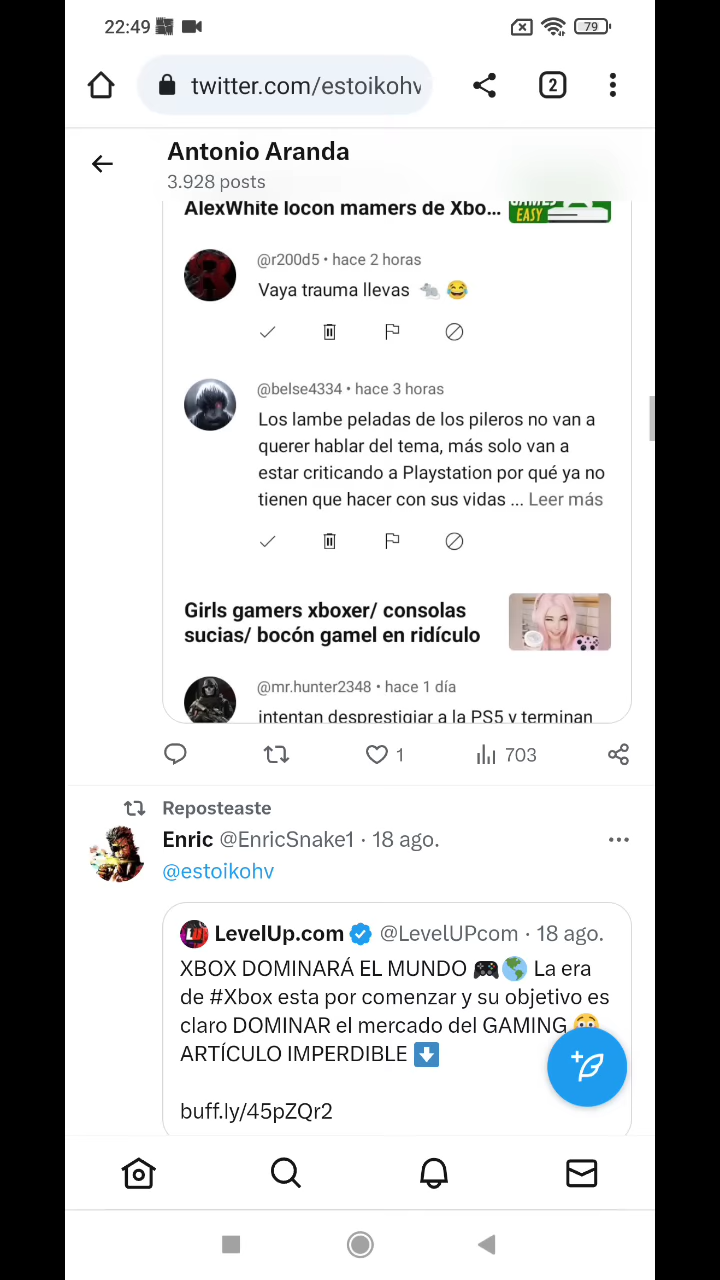 22:49
79
twitter.com/estoikohv
2
Antonio Aranda
3.928 posts
AlexWhite locon mamers de Xbo...
GAMES
EASY
@r200d5 • hace 2 horas
Vaya trauma llevas 🐀 😂
@belse4334 • hace 3 horas
Los lambe peladas de los pileros no van a
querer hablar del tema, más solo van a
estar criticando a Playstation por qué ya no
tienen que hacer con sus vidas ... Leer más
Girls gamers xboxer/ consolas
sucias/ bocón gamel en ridículo
@mr.hunter2348 • hace 1 día
intentan desprestigiar a la PS5 y terminan
1
703
Reposteaste
Enric @EnricSnake1 · 18 ago.
@estoikohv
LevelUp.com @LevelUPcom · 18 ago.
XBOX DOMINARÁ EL MUNDO 🎮🌎 La era
de #Xbox esta por comenzar y su objetivo es
claro DOMINAR el mercado del GAMING 😳
ARTÍCULO IMPERDIBLE ⬇️
buff.ly/45pZQr2